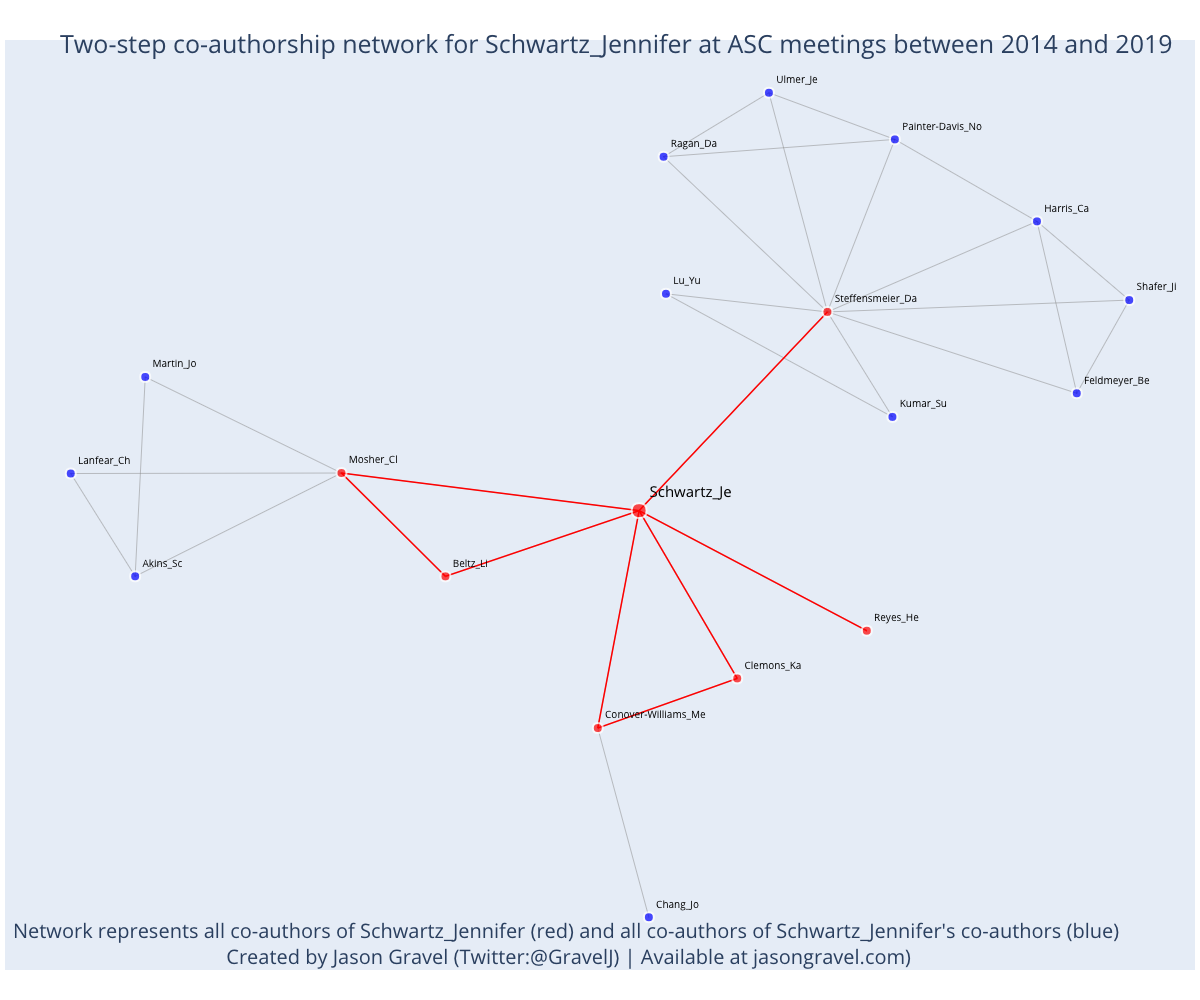 Two-step co-authorship network for Schwartz_Jennifer at ASC meetings between 2014 and 2019
Ulmer_Je
Painter-Davis_No
Ragan_Da
Harris_Ca
Lu_Yu
Shafer_Ji
Steffensmeier_Da
Martin_Jo
Feldmeyer_Be
Kumar_Su
Lanfear_Ch
Mosher_Cl
Schwartz_Je
Akins_Sc
Beltz_Li
Reyes_He
Clemons_Ka
Conover-Williams_Me
Chang_Jo
Network represents all co-authors of Schwartz_Jennifer (red) and all co-authors of Schwartz_Jennifer's co-authors (blue)
Created by Jason Gravel (Twitter:@GravelJ) | Available at jasongravel.com)